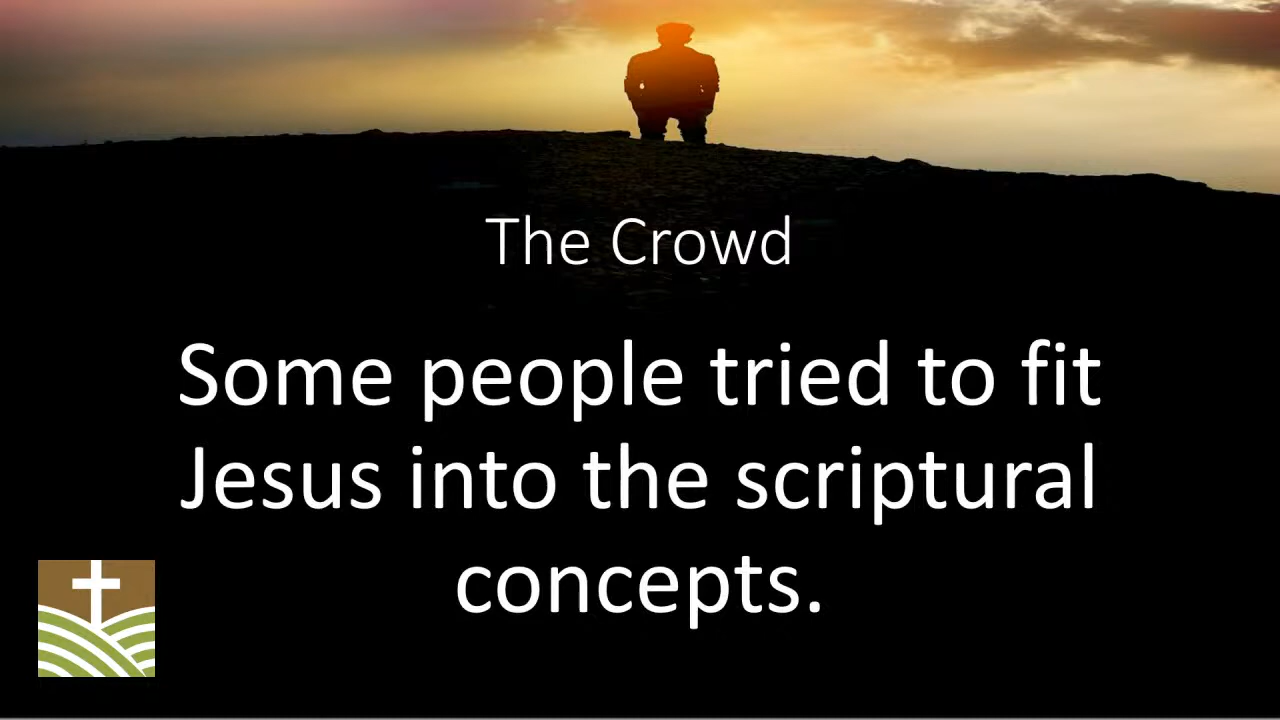 The Crowd
Some people tried to fit
Jesus into the scriptural
concepts.